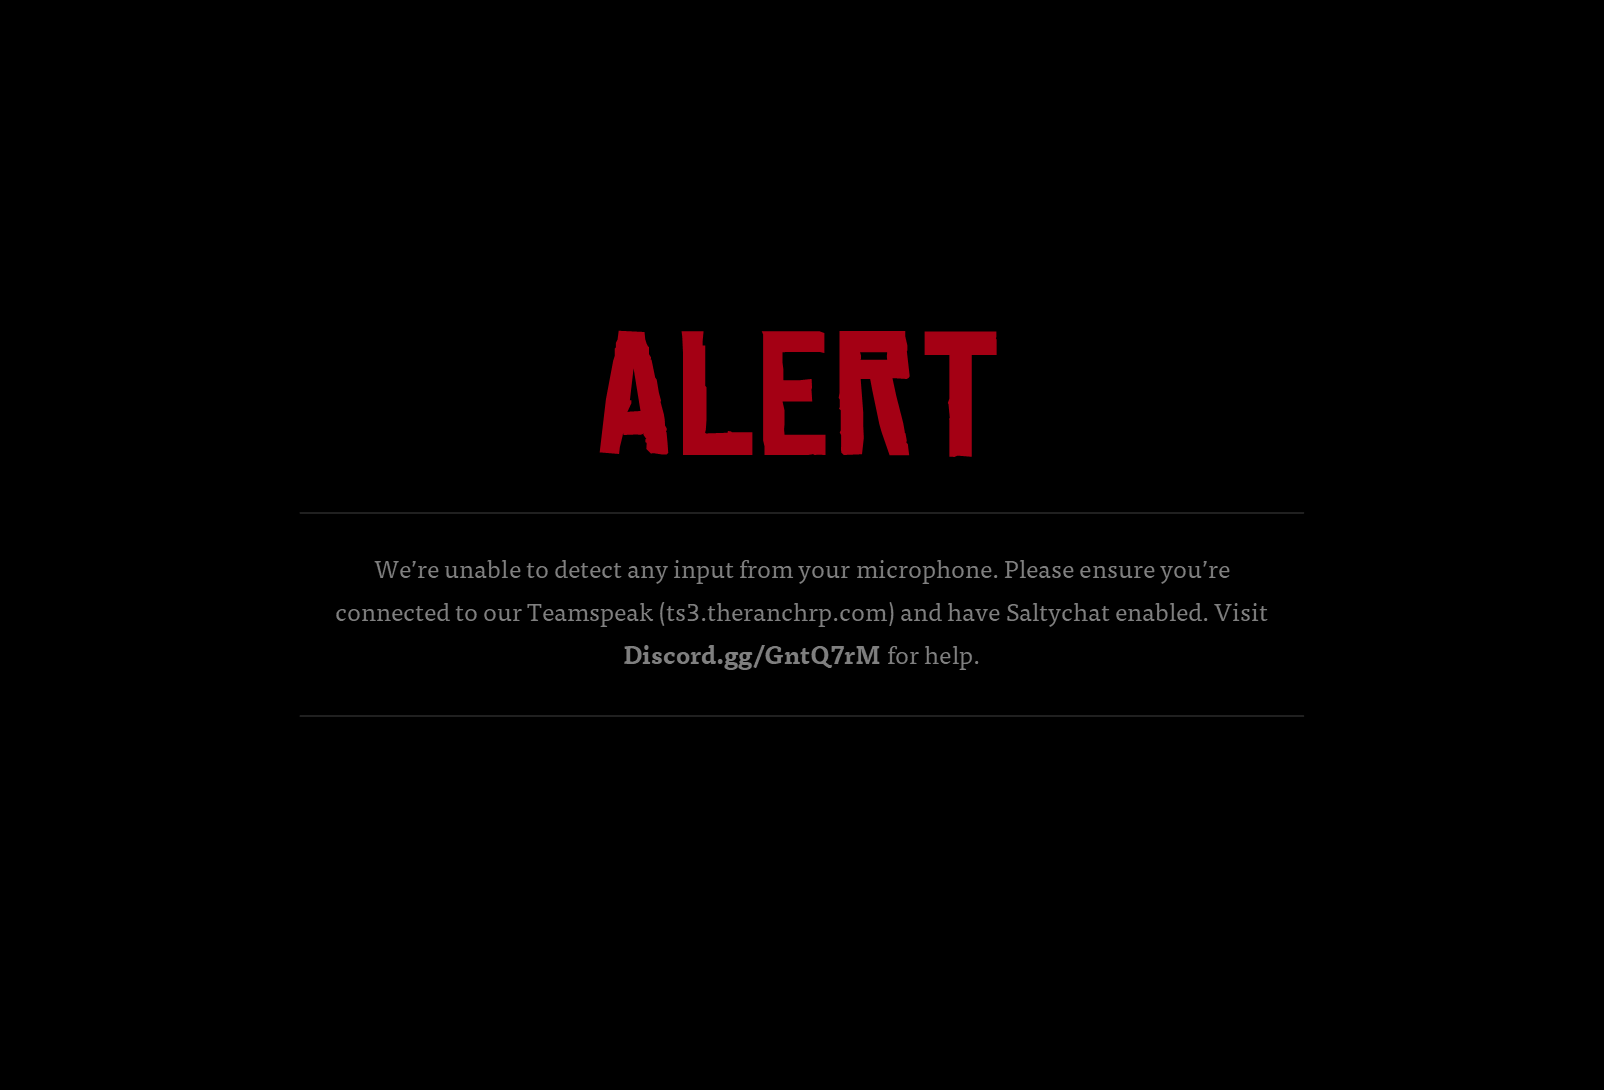 ALERT
We’re unable to detect any input from your microphone. Please ensure you’re
connected to our Teamspeak (ts3.theranchrp.com) and have Saltychat enabled. Visit
Discord.gg/GntQ7rM for help.